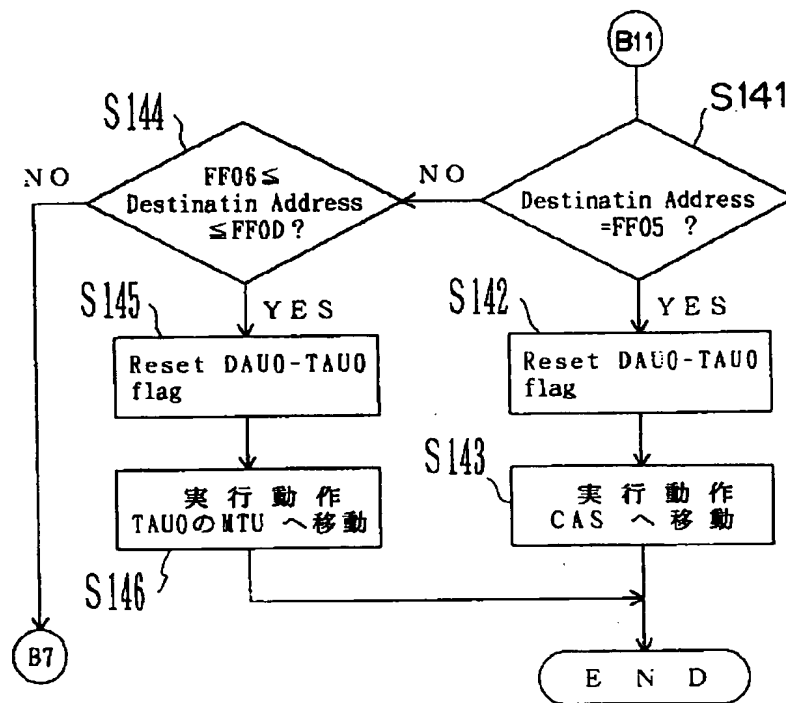 B11
S141
Destinatin Address
=FF05 ?
NO
YES
S142
Reset DAU0-TAU0
flag
S143
実行動作
CAS へ移動
S144
FF06≦
Destinatin Address
≦FF0D?
NO
YES
S145
Reset DAU0-TAU0
flag
実行動作
TAU0のMTU へ移動
S146
B7
END